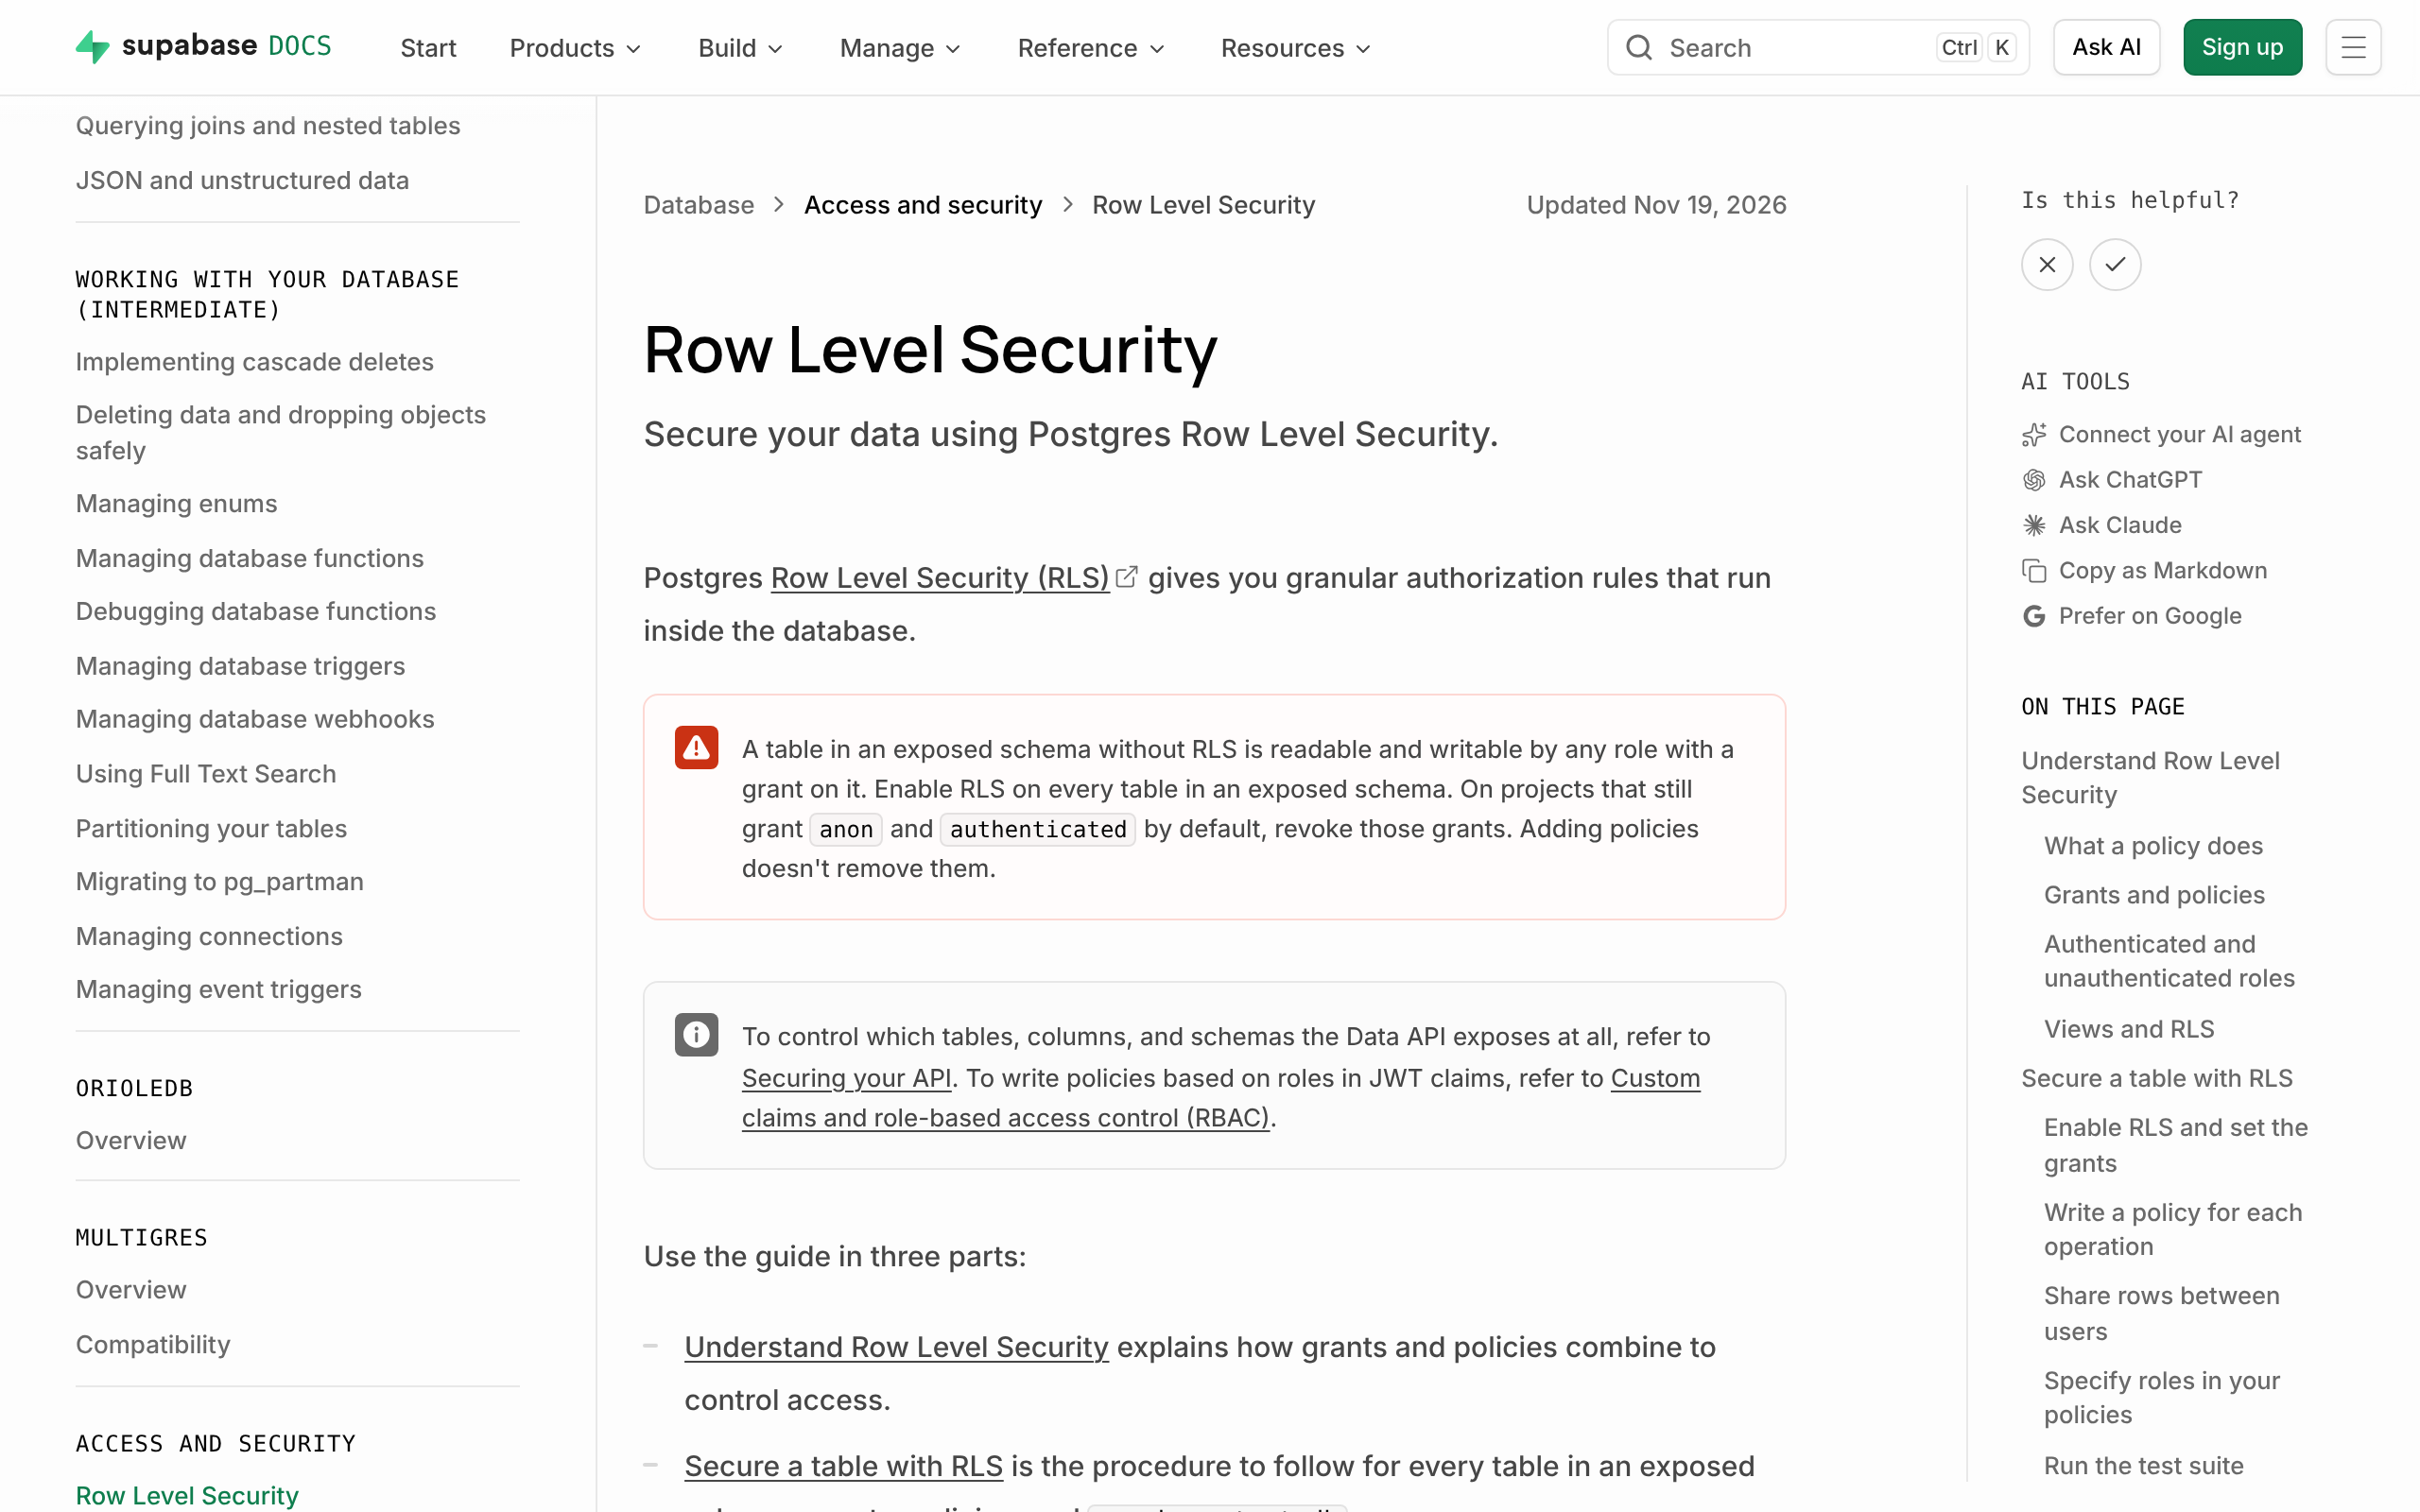 supabase DOCS
Start
Products
Build
Manage
Reference
Resources
Search
Ctrl K
Ask AI
Sign up
Querying joins and nested tables
JSON and unstructured data
WORKING WITH YOUR DATABASE
(INTERMEDIATE)
Implementing cascade deletes
Deleting data and dropping objects
safely
Managing enums
Managing database functions
Debugging database functions
Managing database triggers
Managing database webhooks
Using Full Text Search
Partitioning your tables
Migrating to pg_partman
Managing connections
Managing event triggers
ORIOLEDB
Overview
MULTIGRES
Overview
Compatibility
ACCESS AND SECURITY
Row Level Security
Database > Access and security > Row Level Security
Updated Nov 19, 2026
Row Level Security
Secure your data using Postgres Row Level Security.
Postgres Row Level Security (RLS) gives you granular authorization rules that run
inside the database.
A table in an exposed schema without RLS is readable and writable by any role with a
grant on it. Enable RLS on every table in an exposed schema. On projects that still
grant anon and authenticated by default, revoke those grants. Adding policies
doesn't remove them.
To control which tables, columns, and schemas the Data API exposes at all, refer to
Securing your API. To write policies based on roles in JWT claims, refer to Custom
claims and role-based access control (RBAC).
Use the guide in three parts:
Understand Row Level Security explains how grants and policies combine to
control access.
Secure a table with RLS is the procedure to follow for every table in an exposed
Is this helpful?
AI TOOLS
Connect your AI agent
Ask ChatGPT
Ask Claude
Copy as Markdown
Prefer on Google
ON THIS PAGE
Understand Row Level
Security
What a policy does
Grants and policies
Authenticated and
unauthenticated roles
Views and RLS
Secure a table with RLS
Enable RLS and set the
grants
Write a policy for each
operation
Share rows between
users
Specify roles in your
policies
Run the test suite